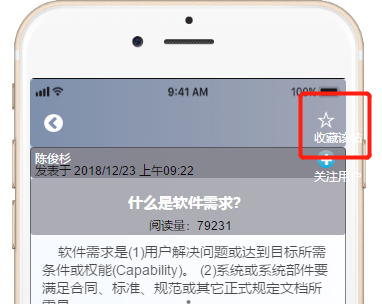 9:41 AM 100%
收藏该帖
陈俊杉
发表于 2018/12/23 上午09:22
关注用户
什么是软件需求？
阅读量：79231
软件需求是(1)用户解决问题或达到目标所需
条件或权能(Capability)。 (2)系统或系统部件要
满足合同、标准、规范或其它正式规定文档所